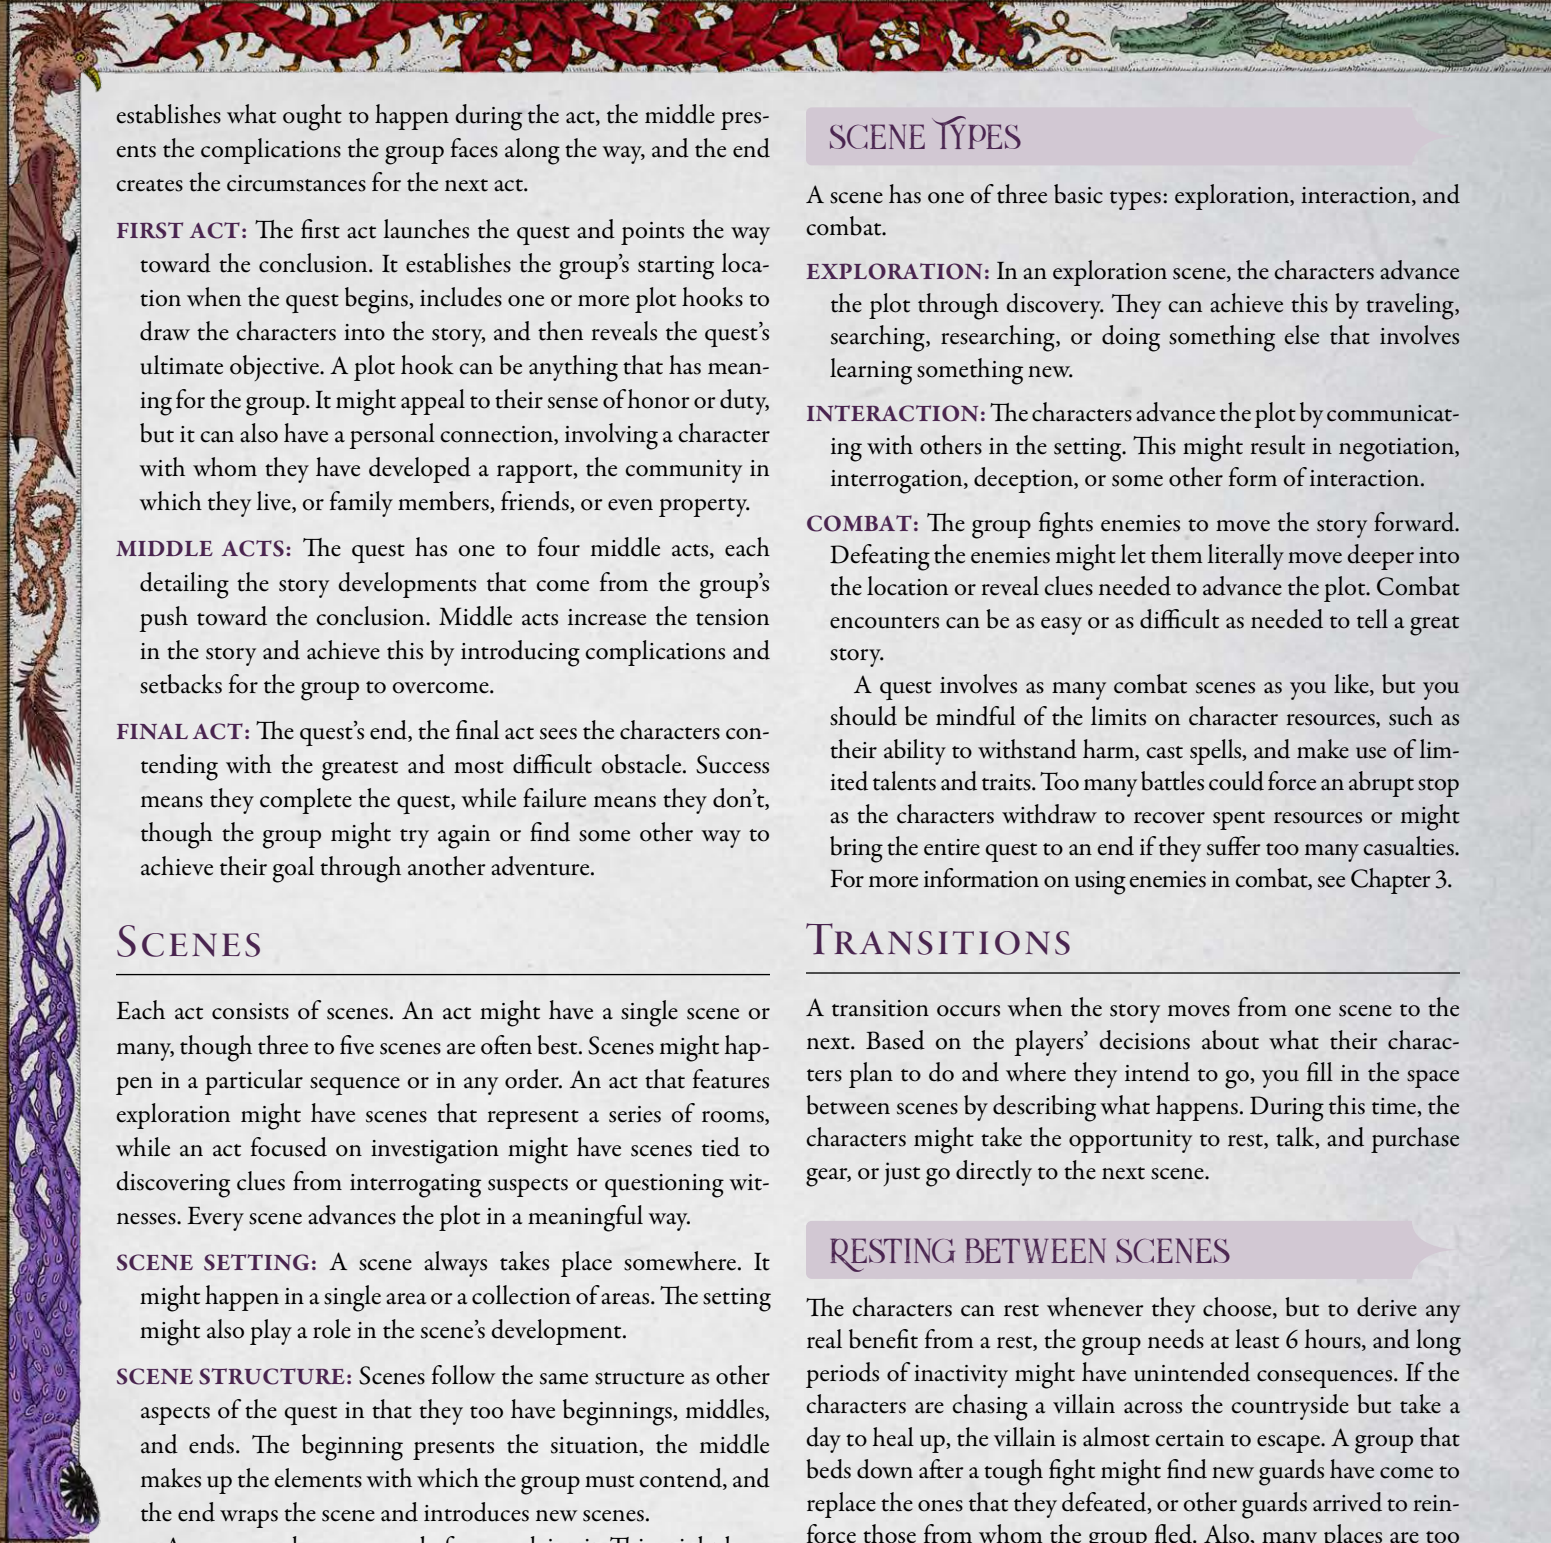 establishes what ought to happen during the act, the middle pres-
ents the complications the group faces along the way, and the end
creates the circumstances for the next act.
FIRST ACT: The first act launches the quest and points the way
toward the conclusion. It establishes the group's starting loca-
tion when the quest begins, includes one or more plot hooks to
draw the characters into the story, and then reveals the quest's
ultimate objective. A plot hook can be anything that has mean-
ing for the group. It might appeal to their sense of honor or duty,
but it can also have a personal connection, involving a character
with whom they have developed a rapport, the community in
which they live, or family members, friends, or even property.
MIDDLE ACTS: The quest has one to four middle acts, each
detailing the story developments that come from the group's
push toward the conclusion. Middle acts increase the tension
in the story and achieve this by introducing complications and
setbacks for the group to overcome.
FINAL ACT: The quest's end, the final act sees the characters con-
tending with the greatest and most difficult obstacle. Success
means they complete the quest, while failure means they don't,
though the group might try again or find some other way to
achieve their goal through another adventure.
SCENES
Each act consists of scenes. An act might have a single scene or
many, though three to five scenes are often best. Scenes might hap-
pen in a particular sequence or in any order. An act that features
exploration might have scenes that represent a series of rooms,
while an act focused on investigation might have scenes tied to
discovering clues from interrogating suspects or questioning wit-
nesses. Every scene advances the plot in a meaningful way.
SCENE SETTING: A scene always takes place somewhere. It
might happen in a single area or a collection of areas. The setting
might also play a role in the scene's development.
SCENE STRUCTURE: Scenes follow the same structure as other
aspects of the quest in that they too have beginnings, middles,
and ends. The beginning presents the situation, the middle
makes up the elements with which the group must contend, and
the end wraps the scene and introduces new scenes.
SCENE TYPES
A scene has one of three basic types: exploration, interaction, and
combat.
EXPLORATION: In an exploration scene, the characters advance
the plot through discovery. They can achieve this by traveling,
searching, researching, or doing something else that involves
learning something new.
INTERACTION: The characters advance the plot by communicat-
ing with others in the setting. This might result in negotiation,
interrogation, deception, or some other form of interaction.
COMBAT: The group fights enemies to move the story forward.
Defeating the enemies might let them literally move deeper into
the location or reveal clues needed to advance the plot. Combat
encounters can be as easy or as difficult as needed to tell a great
story.
A quest involves as many combat scenes as you like, but you
should be mindful of the limits on character resources, such as
their ability to withstand harm, cast spells, and make use of lim-
ited talents and traits. Too many battles could force an abrupt stop
as the characters withdraw to recover spent resources or might
bring the entire quest to an end if they suffer too many casualties.
For more information on using enemies in combat, see Chapter 3.
TRANSITIONS
A transition occurs when the story moves from one scene to the
next. Based on the players' decisions about what their charac-
ters plan to do and where they intend to go, you fill in the space
between scenes by describing what happens. During this time, the
characters might take the opportunity to rest, talk, and purchase
gear, or just go directly to the next scene.
RESTING BETWEEN SCENES
The characters can rest whenever they choose, but to derive any
real benefit from a rest, the group needs at least 6 hours, and long
periods of inactivity might have unintended consequences. If the
characters are chasing a villain across the countryside but take a
day to heal up, the villain is almost certain to escape. A group that
beds down after a tough fight might find new guards have come to
replace the ones that they defeated, or other guards arrived to rein-
force those from whom the group fled. Also, many places are too